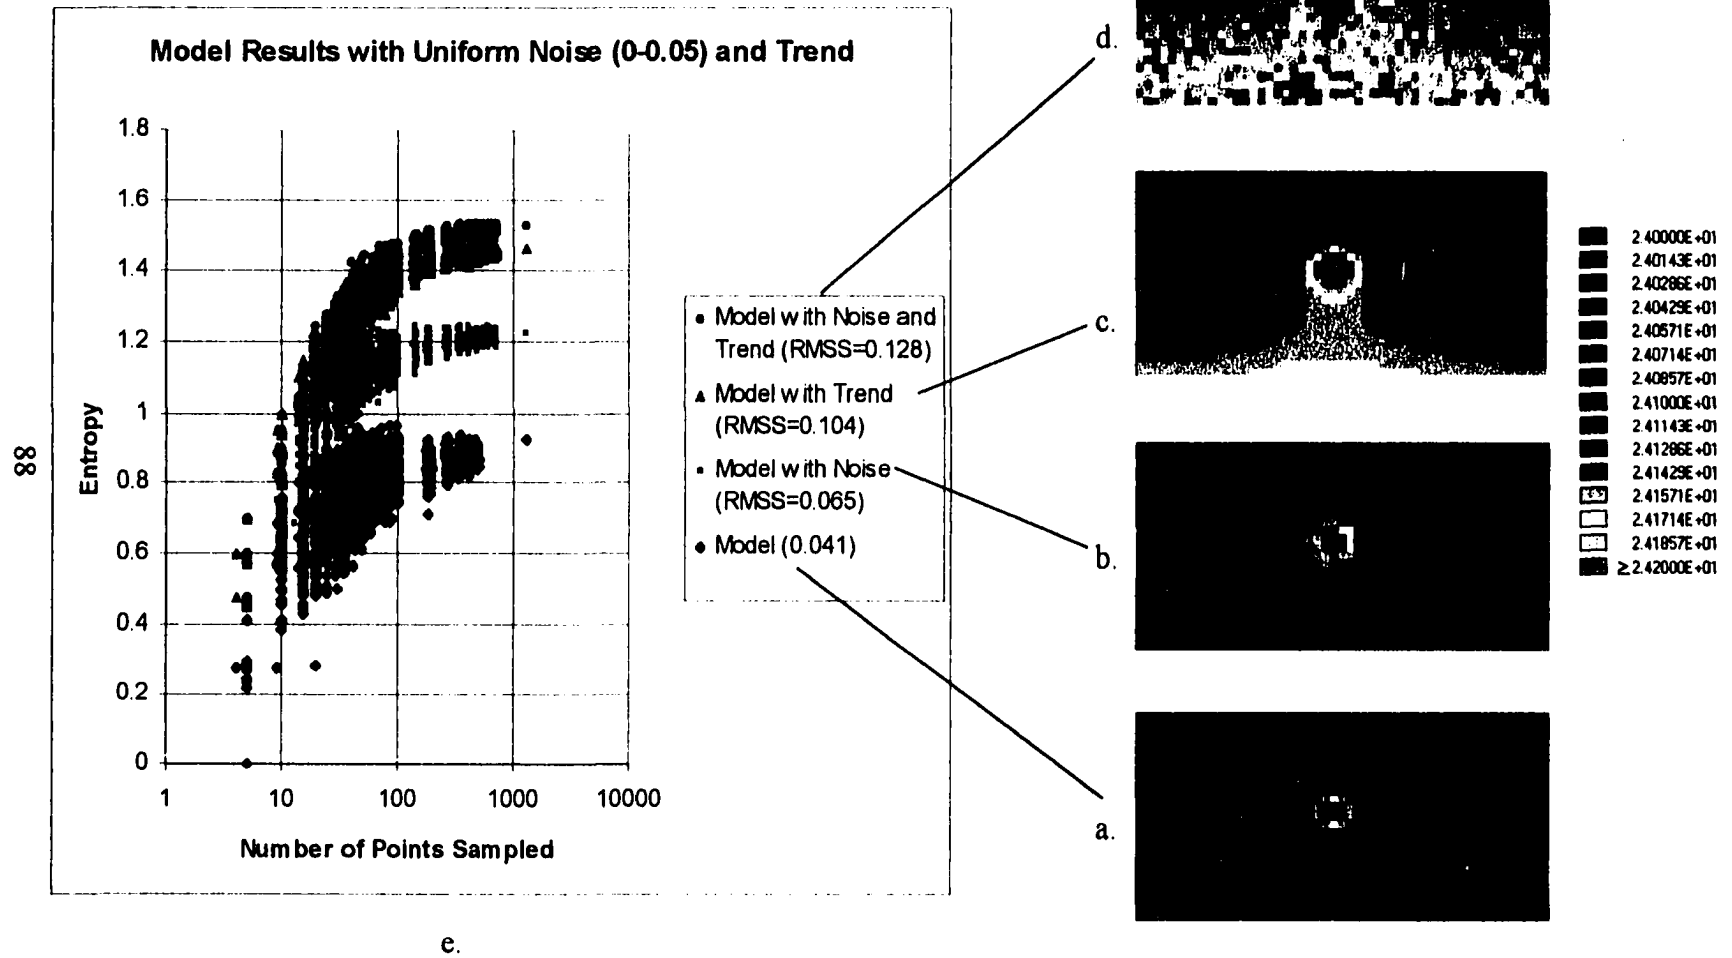 Model Results with Uniform Noise (0-0.05) and Trend
1.8
1.6
1.4
1.2
1
0.8
0.6
0.4
0.2
0
Entropy
1
10
100
1000
10000
Number of Points Sampled
Model with Noise and
Trend (RMSS=0.128)
Model with Trend
(RMSS=0.104)
Model with Noise
(RMSS=0.065)
Model (0.041)
d.
c.
b.
a.
2.40000E+01
2.40143E+01
2.40286E+01
2.40429E+01
2.40571E+01
2.40714E+01
2.40857E+01
2.41000E+01
2.41143E+01
2.41286E+01
2.41429E+01
2.41571E+01
2.41714E+01
2.41857E+01
≥2.42000E+01
88
e.